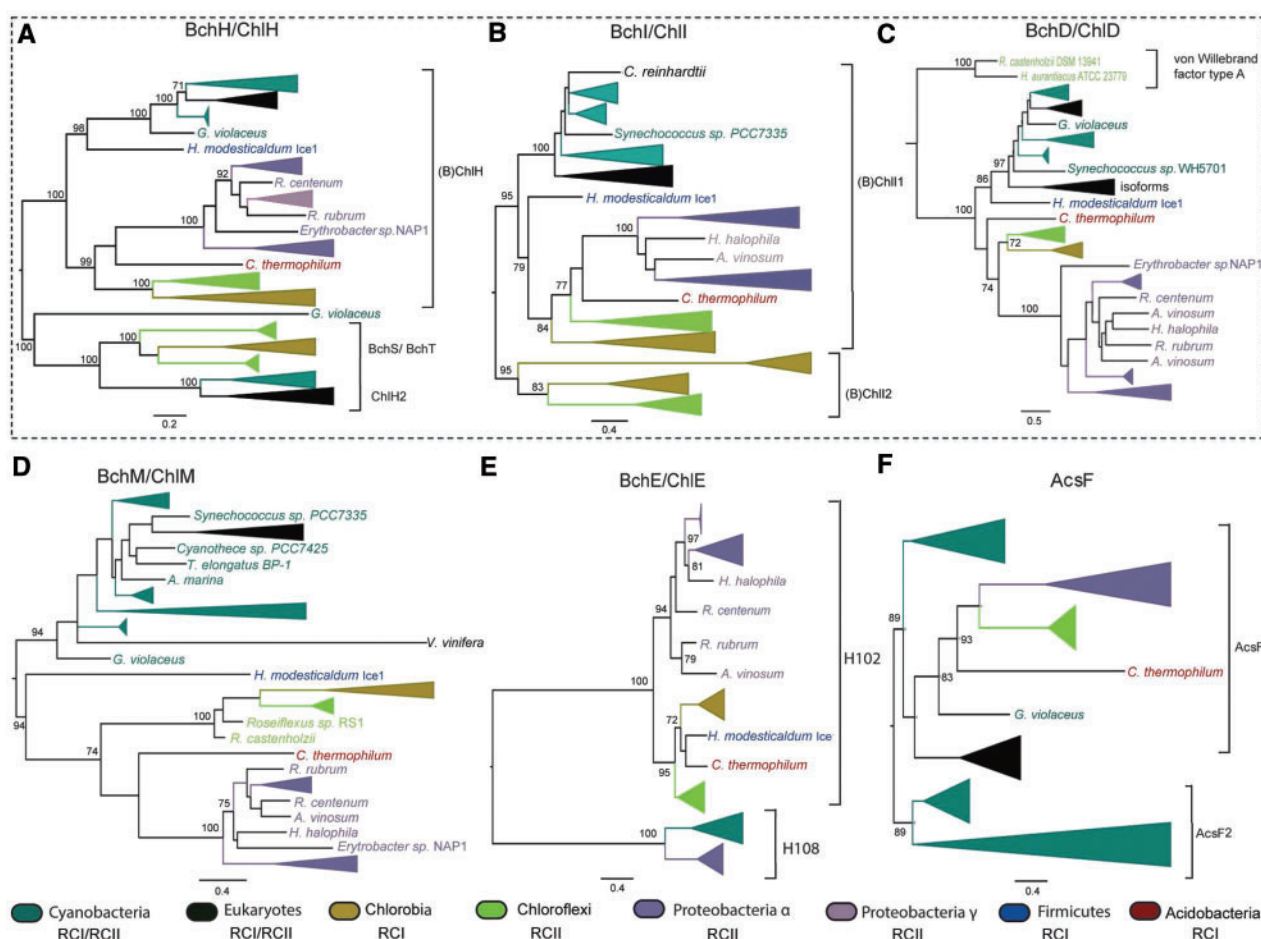 A
BchH/ChlH
71
100
100
G. violaceus
98
H. modesticaldum Ice1
92
R. centenum
100
R. rubrum
100
Erythrobacter sp. NAP1
99
C. thermophilum
100
G. violaceus
100
100
100
(B)ChlH
BchS/ BchT
ChlH2
0.2
B
BchI/ChlI
C. reinhardtii
Synechococcus sp. PCC7335
100
95
H. modesticaldum Ice1
100
H. halophila
A. vinosum
79
77
C. thermophilum
84
95
83
(B)ChlI1
(B)ChlI2
0.4
C
BchD/ChlD
R. castenholzii DSM 13941
100
H. aurantiacus ATCC 23779
von Willebrand
factor type A
G. violaceus
97
Synechococcus sp. WH5701
86
isoforms
H. modesticaldum Ice1
100
C. thermophilum
72
74
Erythrobacter sp NAP1
100
R. centenum
A. vinosum
H. halophila
R. rubrum
A. vinosum
0.5
D
BchM/ChlM
Synechococcus sp. PCC7335
Cyanothece sp. PCC7425
T. elongatus BP-1
A. marina
94
V. vinifera
G. violaceus
H. modesticaldum Ice1
94
100
Roseiflexus sp. RS1
R. castenholzii
74
C. thermophilum
R. rubrum
75
R. centenum
A. vinosum
100
H. halophila
Erytrobacter sp. NAP1
0.4
E
BchE/ChlE
97
81
H. halophila
94
R. centenum
R. rubrum
79
A. vinosum
100
72
H. modesticaldum Ice
C. thermophilum
95
100
H102
H108
0.4
F
AcsF
89
93
C. thermophilum
83
G. violaceus
89
AcsF
AcsF2
0.4
Cyanobacteria
RCI/RCII
Eukaryotes
RCI/RCII
Chlorobia
RCI
Chloroflexi
RCII
Proteobacteria α
RCII
Proteobacteria γ
RCII
Firmicutes
RCI
Acidobacteria
RCI